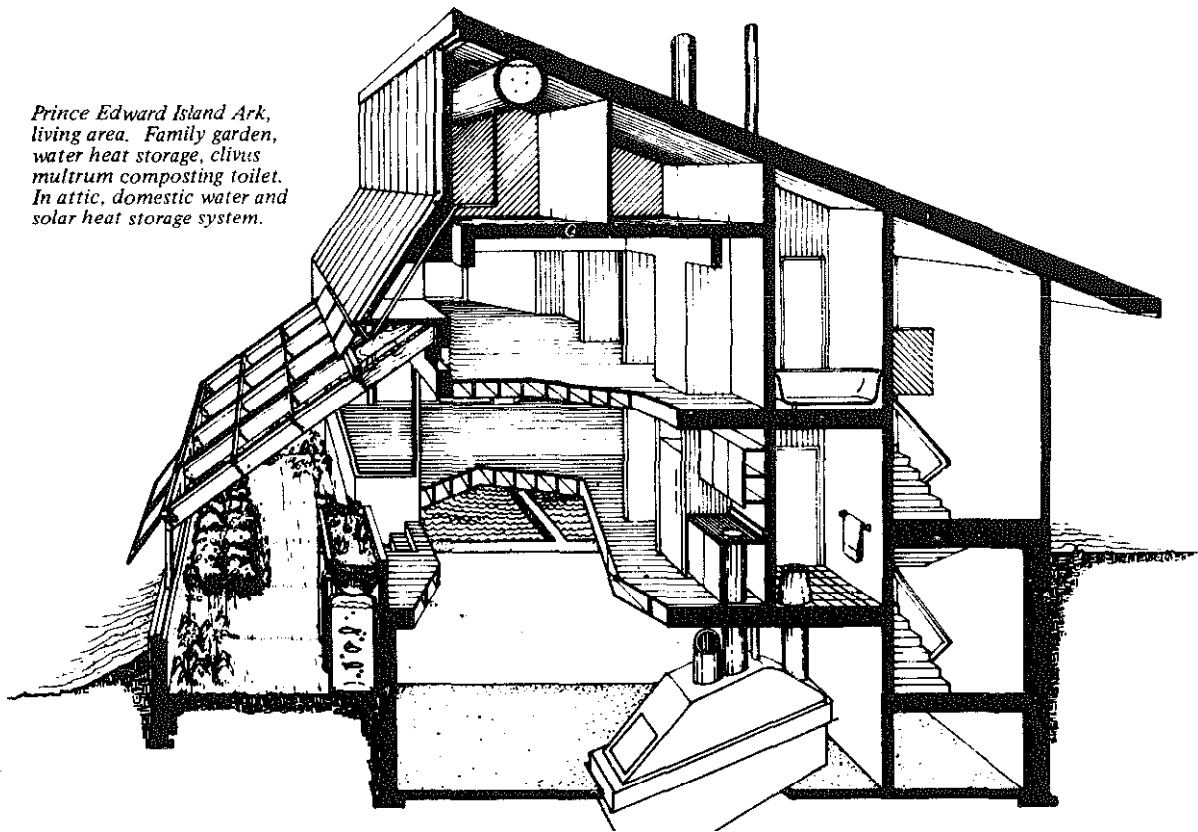 Prince Edward Island Ark,
living area. Family garden,
water heat storage, clivus
multrum composting toilet.
In attic, domestic water and
solar heat storage system.